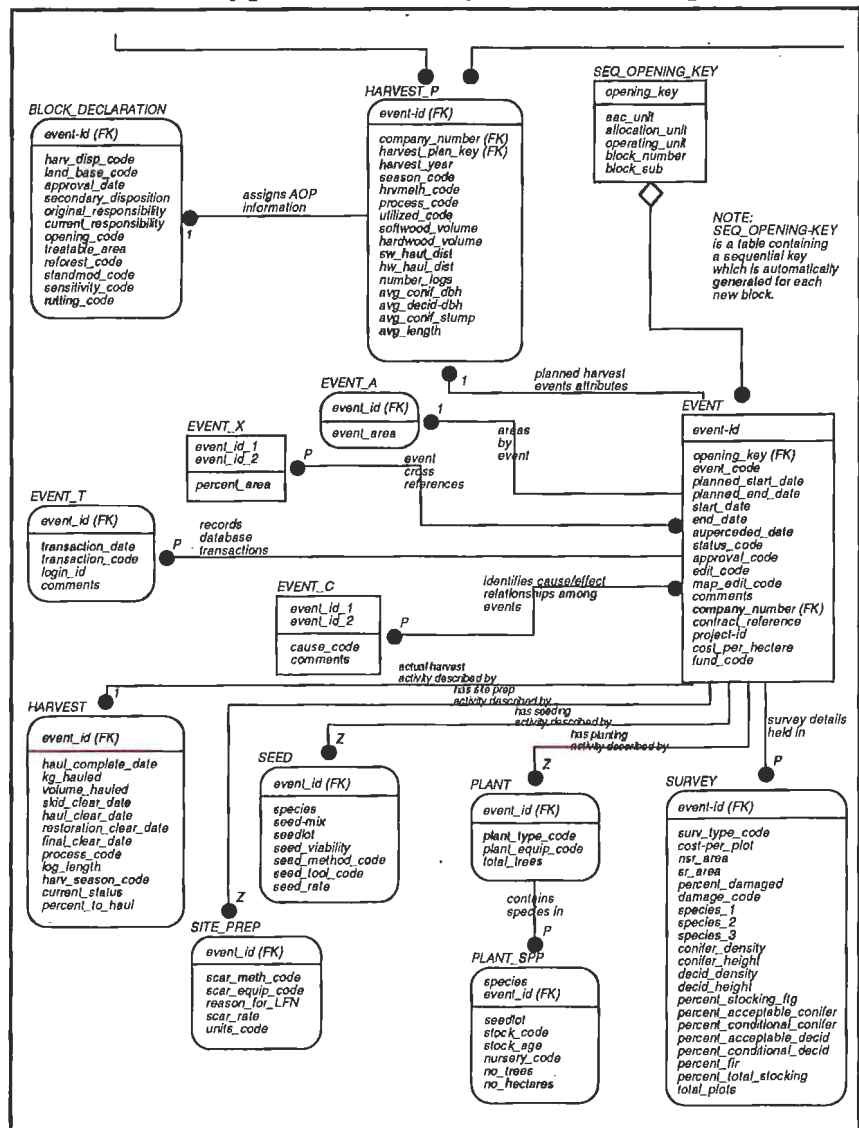 SEQ_OPENING_KEY
opening_key
aac_unit
allocation_unit
operating_unit
block_number
block_sub
HARVEST_P
event-id (FK)
company_number (FK)
harvest_plan_key (FK)
harvest_year
season_code
hrvmeth_code
process_code
utilized_code
softwood_volume
hardwood_volume
sw_haut_dist
hw_haul_dist
number_logs
avg_conif_dbh
avg_decid-dbh
avg_conif_stump
avg_length
BLOCK_DECLARATION
event-id (FK)
harv_disp_code
land_base_code
approval_date
secondary_disposition
original_responsibility
current_responsibility
opening_code
treatable_area
reforest_code
standmod_code
sensitivity_code
rutting_code
assigns AOP
information
1
NOTE:
SEQ_OPENING-KEY
is a table containing
a sequential key
which is automatically
generated for each
new block.
1
planned harvest
events attributes
EVENT_A
event_id (FK)
event_area
1
areas
by
event
EVENT_X
event_id_1
event_id_2
percent_area
P
event
cross
references
EVENT
event-id
opening_key (FK)
event_code
planned_start_date
planned_end_date
start_date
end_date
auperceded_date
status_code
approval_code
edit_code
map_edit_code
comments
company_number (FK)
contract_reference
project-id
cost_per_hectere
fund_code
EVENT_T
event_id (FK)
transaction_date
transaction_code
login_id
comments
P
records
database
transactions
EVENT_C
event_id_1
event_id_2
cause_code
comments
P
identifies cause/effect
relationships among
events
actual harvest
activity described by
has site prep
activity described by
has seeding
activity described by
has planting
activity described by
survey details
held in
1
HARVEST
event_id (FK)
haul_complete_date
kg_hauled
volume_hauled
skid_clear_date
haul_clear_date
restoration_clear_date
final_clear_date
process_code
log_length
harv_season_code
current_status
percent_to_haul
Z
SEED
event_id (FK)
species
seed-mix
seedlot
seed_viability
seed_method_code
seed_tool_code
seed_rate
Z
PLANT
event_id (FK)
plant_type_code
plant_equip_code
total_trees
contains
species in
P
PLANT_SPP
species
event_id (FK)
seedlot
stock_code
stock_age
nursery_code
no_trees
no_hectares
Z
SITE_PREP
event_id (FK)
scar_meth_code
scar_equip_code
reason_for_LFN
scar_rate
units_code
P
SURVEY
event-id (FK)
surv_type_code
cost-per_plot
nsr_area
sr_area
percent_damaged
damage_code
species_1
species_2
species_3
conifer_density
conifer_height
decid_density
decid_height
percent_stocking_ftg
percent_acceptable_conifer
percent_conditional_conifer
percent_acceptable_decid
percent_conditional_decid
percent_fir
percent_total_stocking
total_plots